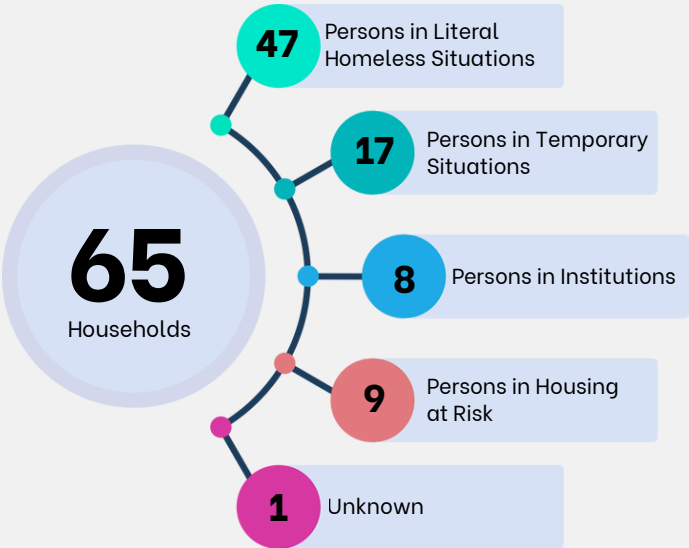 47
Persons in Literal
Homeless Situations
17
Persons in Temporary
Situations
65
Households
8
Persons in Institutions
9
Persons in Housing
at Risk
1
Unknown